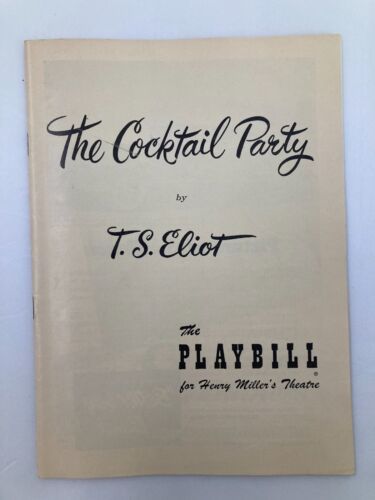 The Cocktail Party
by
T. S. Eliot
The
PLAYBILL
®
for Henry Miller's Theatre